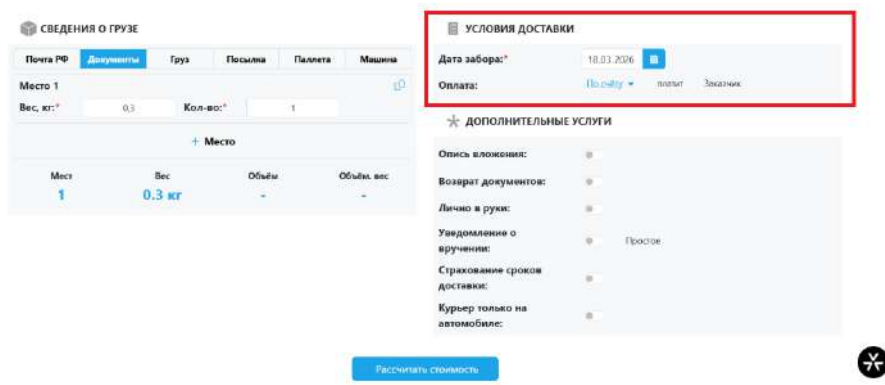 СВЕДЕНИЯ О ГРУЗЕ
Почта РФ Документы Груз Посылка Паллета Машина
Место 1
Вес, кг:* 0,3 Кол-во:* 1
+ Место
Мест Вес Объём Объём. вес
1 0.3 кг - -
УСЛОВИЯ ДОСТАВКИ
Дата забора:* 18.03.2026
Оплата: По счёту платит Заказчик
ДОПОЛНИТЕЛЬНЫЕ УСЛУГИ
Опись вложения:
Возврат документов:
Лично в руки:
Уведомление о
вручении: Простое
Страхование сроков
доставки:
Курьер только на
автомобиле:
Рассчитать стоимость